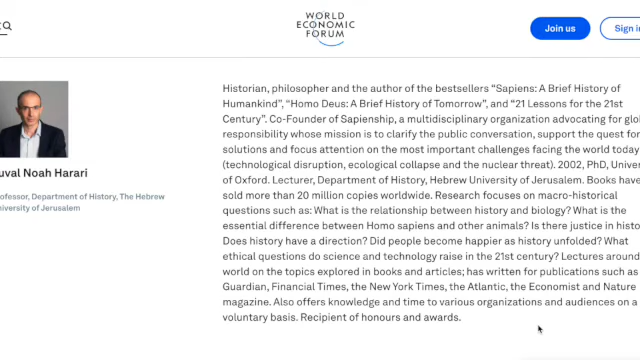 WORLD
ECONOMIC
FORUM
Join us
Sign in
Historian, philosopher and the author of the bestsellers “Sapiens: A Brief History of
Humankind”, “Homo Deus: A Brief History of Tomorrow”, and “21 Lessons for the 21st
Century”. Co-Founder of Sapienship, a multidisciplinary organization advocating for glo
responsibility whose mission is to clarify the public conversation, support the quest for
solutions and focus attention on the most important challenges facing the world today
(technological disruption, ecological collapse and the nuclear threat). 2002, PhD, Univer
of Oxford. Lecturer, Department of History, Hebrew University of Jerusalem. Books have
sold more than 20 million copies worldwide. Research focuses on macro-historical
questions such as: What is the relationship between history and biology? What is the
essential difference between Homo sapiens and other animals? Is there justice in histo
Does history have a direction? Did people become happier as history unfolded? What
ethical questions do science and technology raise in the 21st century? Lectures around
world on the topics explored in books and articles; has written for publications such as
Guardian, Financial Times, the New York Times, the Atlantic, the Economist and Nature
magazine. Also offers knowledge and time to various organizations and audiences on a
voluntary basis. Recipient of honours and awards.
uval Noah Harari
ofessor, Department of History, The Hebrew
niversity of Jerusalem